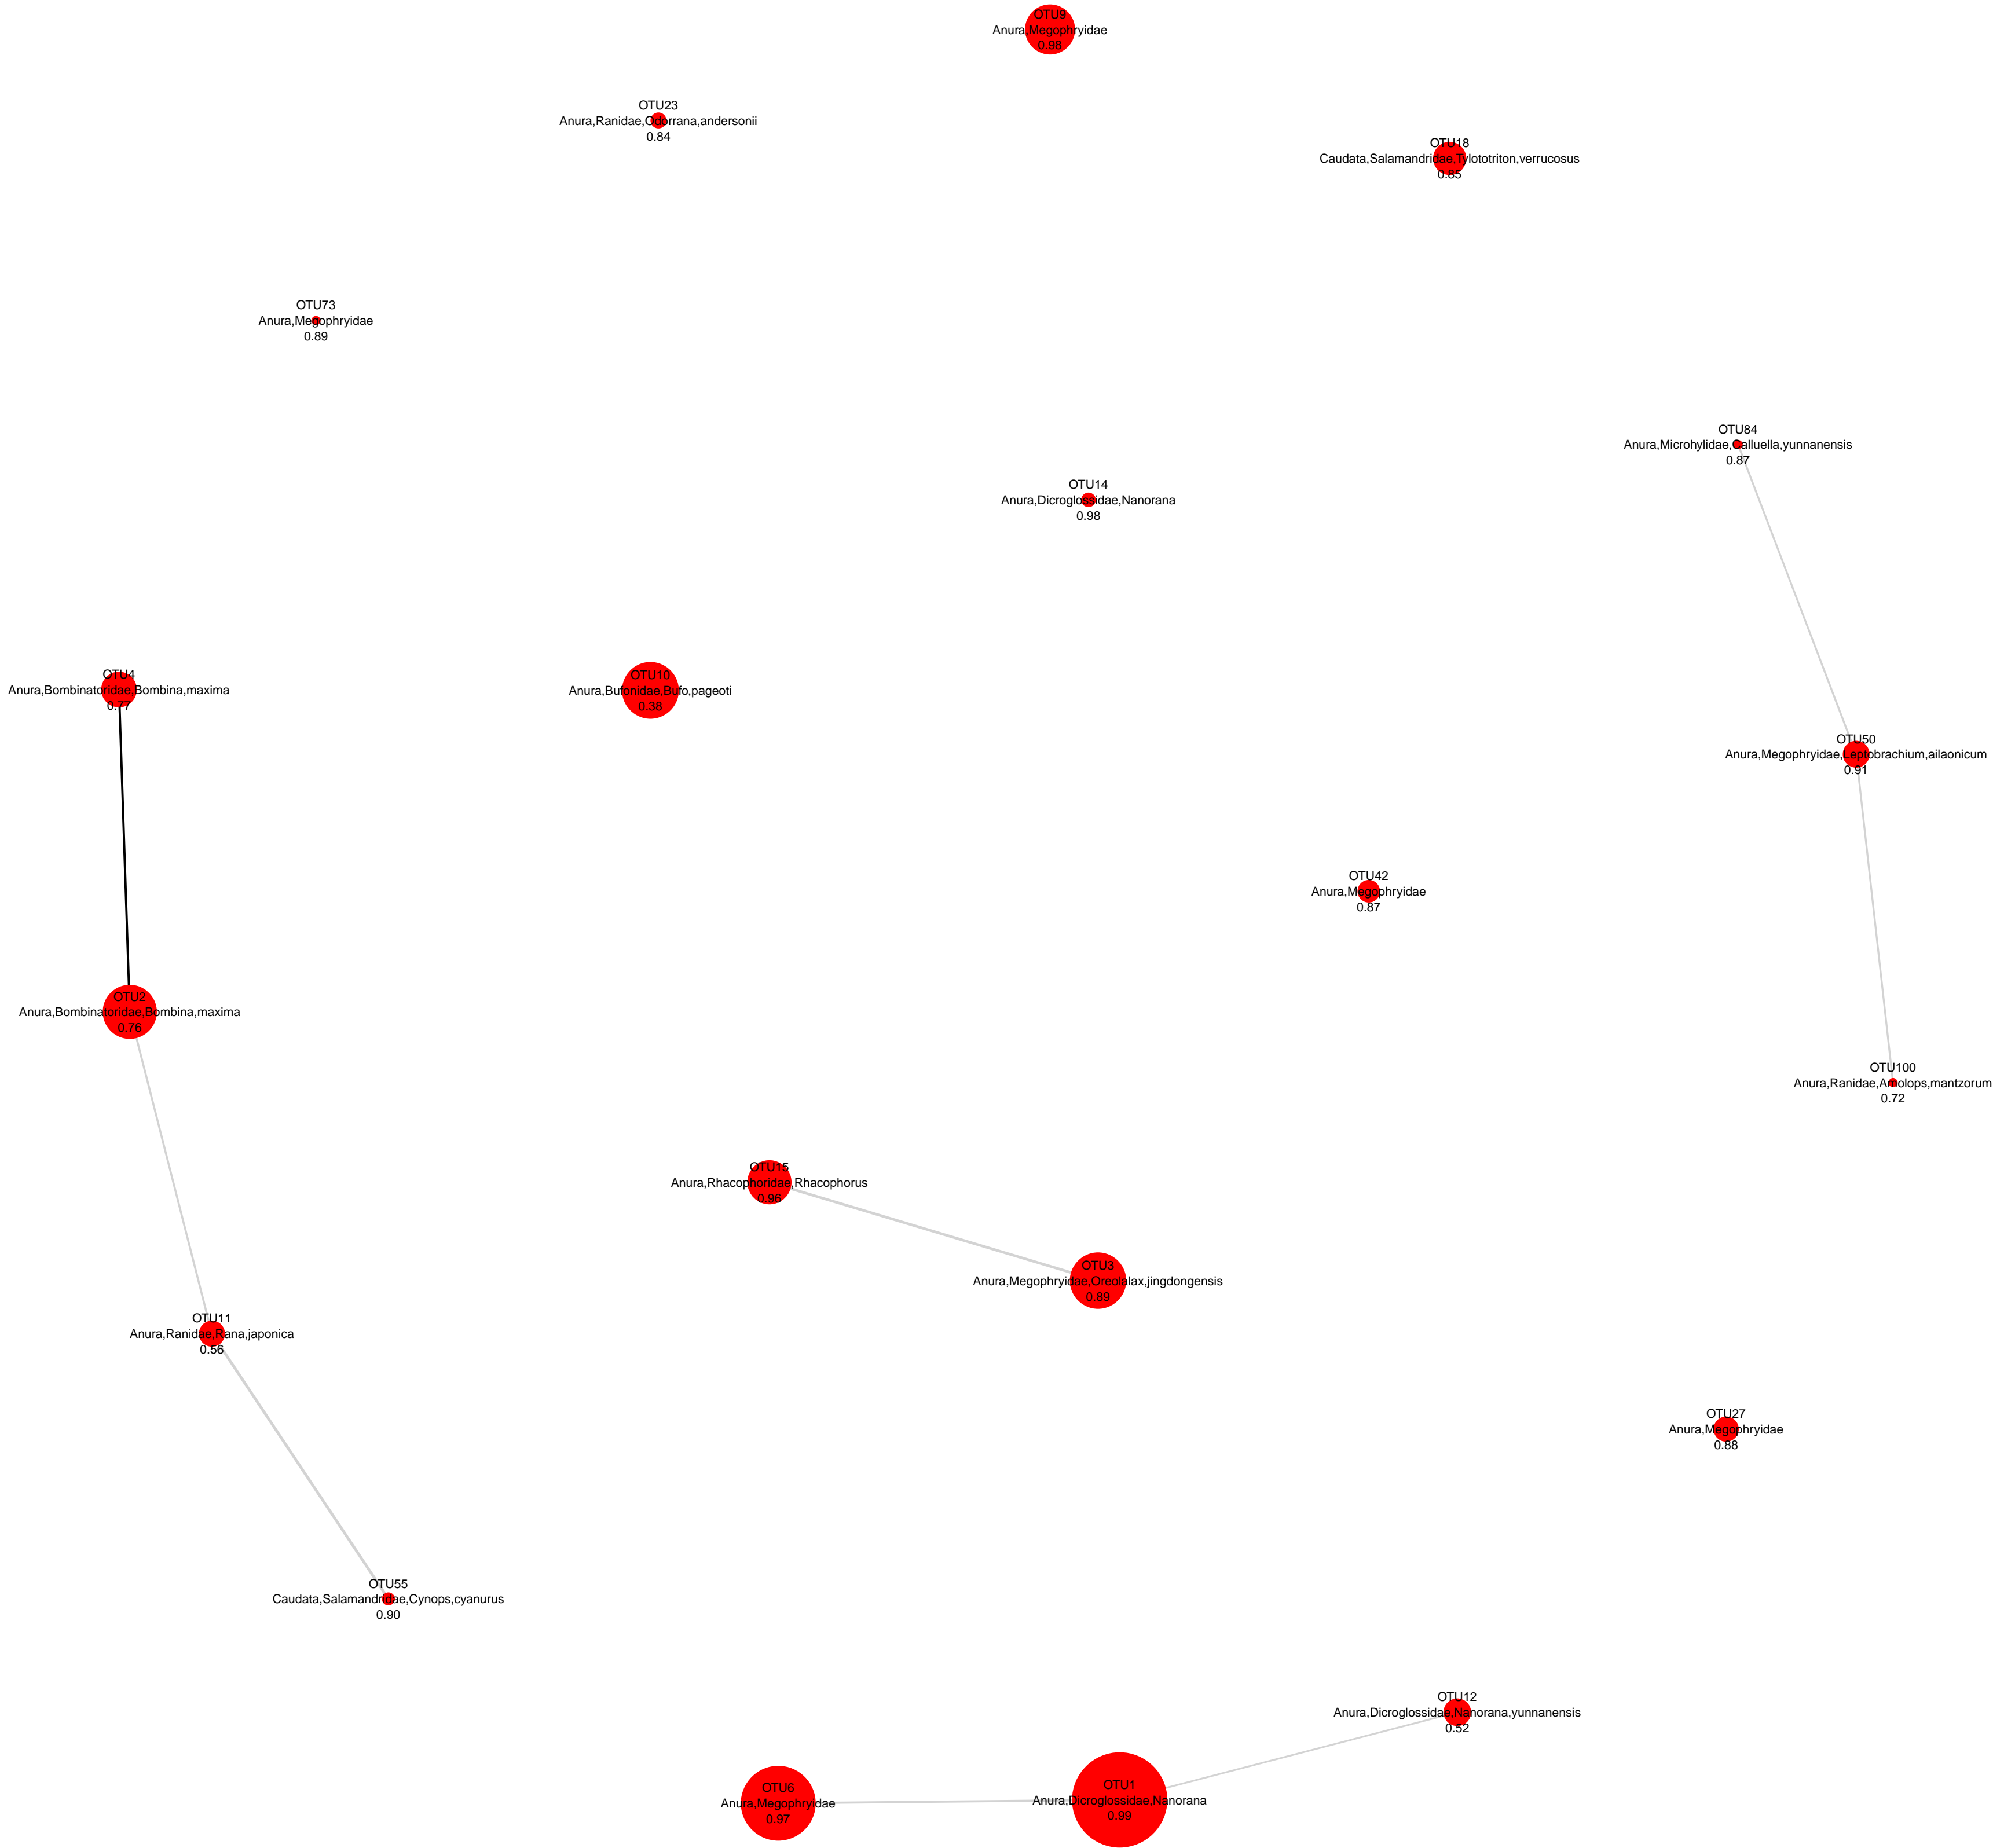 OTU9
Anura,Megophryidae
0.98
OTU23
Anura,Ranidae,Odorrana,andersonii
0.84
OTU18
Caudata,Salamandridae,Tylototriton,verrucosus
0.85
OTU73
Anura,Megophryidae
0.89
OTU84
Anura,Microhylidae,Calluella,yunnanensis
0.87
OTU14
Anura,Dicroglossidae,Nanorana
0.98
OTU4
Anura,Bombinatoridae,Bombina,maxima
0.77
OTU10
Anura,Bufonidae,Bufo,pageoti
0.38
OTU50
Anura,Megophryidae,Leptobrachium,ailaonicum
0.91
OTU42
Anura,Megophryidae
0.87
OTU2
Anura,Bombinatoridae,Bombina,maxima
0.76
OTU100
Anura,Ranidae,Amolops,mantzorum
0.72
OTU15
Anura,Rhacophoridae,Rhacophorus
0.96
OTU3
Anura,Megophryidae,Oreolalax,jingdongensis
0.89
OTU11
Anura,Ranidae,Rana,japonica
0.56
OTU27
Anura,Megophryidae
0.88
OTU55
Caudata,Salamandridae,Cynops,cyanurus
0.90
OTU12
Anura,Dicroglossidae,Nanorana,yunnanensis
0.52
OTU6
Anura,Megophryidae
0.97
OTU1
Anura,Dicroglossidae,Nanorana
0.99